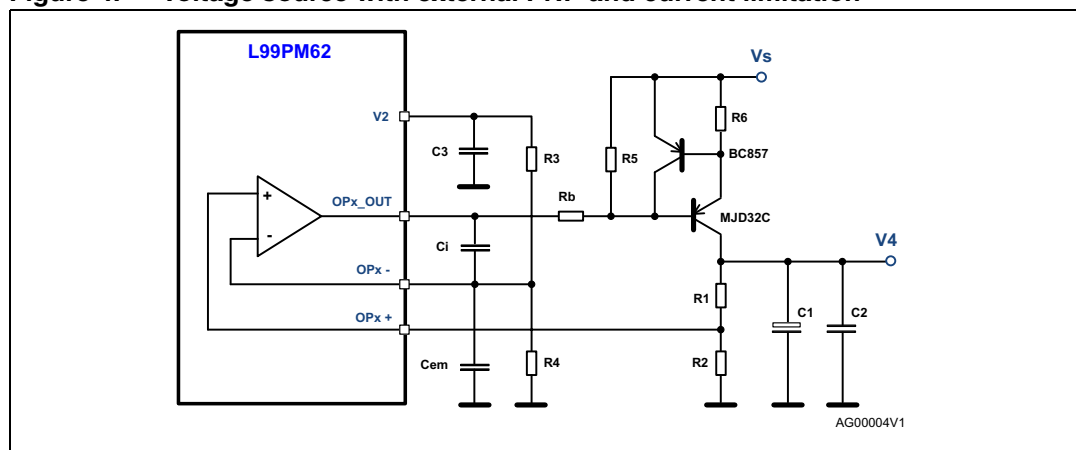 Figure 4. Voltage source with external PNP and current limitation
L99PM62
Vs
V2
R6
C3
R3
R5
BC857
Rb
OPx_OUT
MJD32C
+
-
V4
Ci
OPx -
R1
C1
C2
OPx +
Cem
R4
R2
AG00004V1